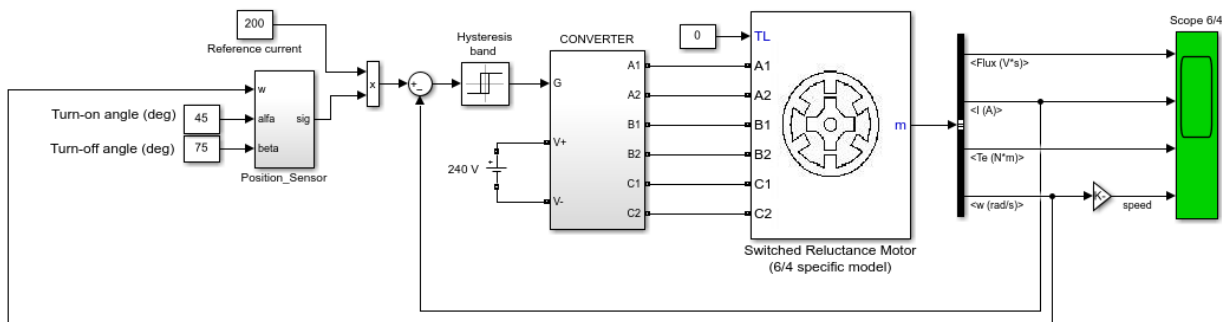 200
Reference current
Turn-on angle (deg)
45
Turn-off angle (deg)
75
w
alfa
beta
sig
Position_Sensor
x
+
-
Hysteresis
band
CONVERTER
G
V+
V-
240 V
A1
A2
B1
B2
C1
C2
0
TL
A1
A2
B1
B2
C1
C2
m
Switched Reluctance Motor
(6/4 specific model)
<Flux (V*s)>
<I (A)>
<Te (N*m)>
<w (rad/s)>
K-
speed
Scope 6/4